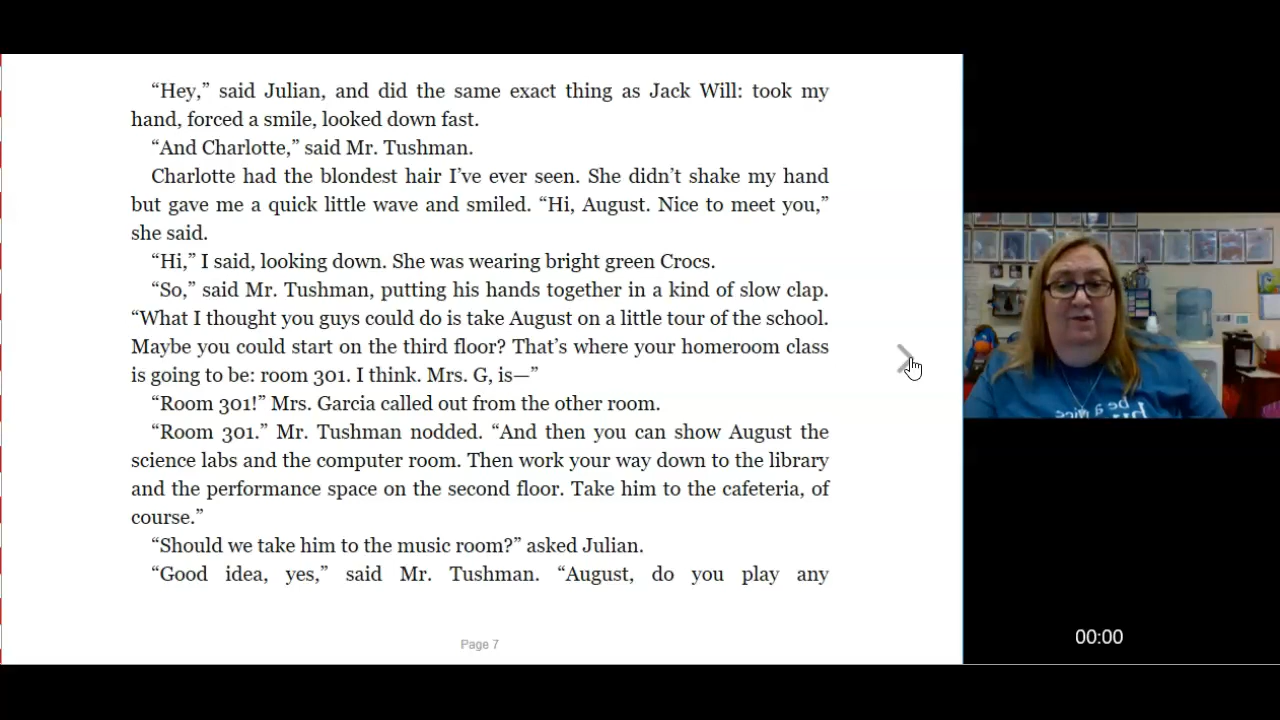 “Hey,” said Julian, and did the same exact thing as Jack Will: took my
hand, forced a smile, looked down fast.
“And Charlotte,” said Mr. Tushman.
Charlotte had the blondest hair I’ve ever seen. She didn’t shake my hand
but gave me a quick little wave and smiled. “Hi, August. Nice to meet you,”
she said.
“Hi,” I said, looking down. She was wearing bright green Crocs.
“So,” said Mr. Tushman, putting his hands together in a kind of slow clap.
“What I thought you guys could do is take August on a little tour of the school.
Maybe you could start on the third floor? That’s where your homeroom class
is going to be: room 301. I think. Mrs. G, is—”
“Room 301!” Mrs. Garcia called out from the other room.
“Room 301.” Mr. Tushman nodded. “And then you can show August the
science labs and the computer room. Then work your way down to the library
and the performance space on the second floor. Take him to the cafeteria, of
course.”
“Should we take him to the music room?” asked Julian.
“Good idea, yes,” said Mr. Tushman. “August, do you play any
Page 7
be a nice
00:00